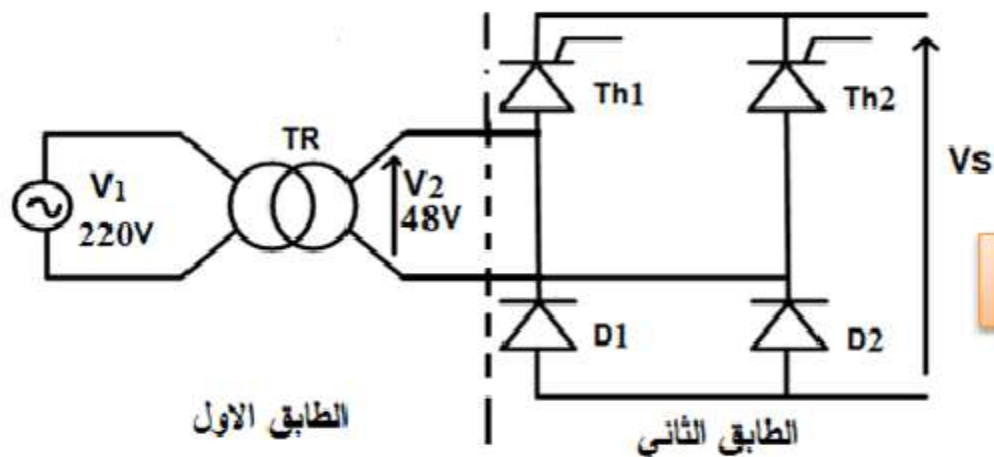 Th1
Th2
TR
V1
220V
V2
48V
Vs
D1
D2
الطابق الاول
الطابق الثاني